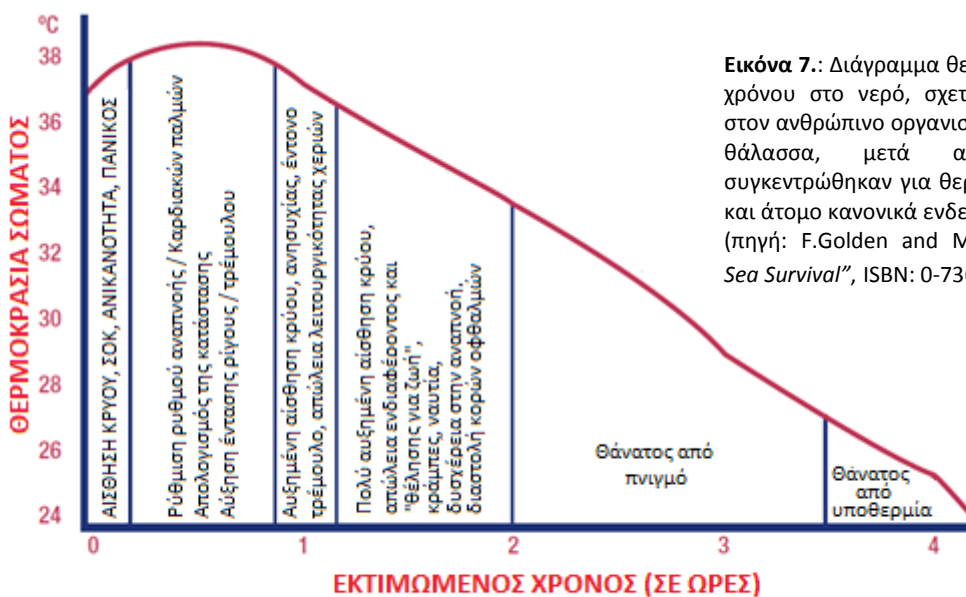 °C
38
36
34
32
30
28
26
24
ΘΕΡΜΟΚΡΑΣΙΑ ΣΩΜΑΤΟΣ
ΑΙΣΘΗΣΗ ΚΡΥΟΥ, ΣΟΚ, ΑΝΙΚΑΝΟΤΗΤΑ, ΠΑΝΙΚΟΣ
Ρύθμιση ρυθμού αναπνοής / Καρδιακών παλμών
Απολογισμός της κατάστασης
Αύξηση έντασης ρίγους / τρέμουλου
Αυξημένη αίσθηση κρύου, ανησυχίας, έντονο
τρέμουλο, απώλεια λειτουργικότητας χεριών
Πολύ αυξημένη αίσθηση κρύου,
απώλεια ενδιαφέροντος και
"θέλησης για ζωή",
κράμπες, ναυτία,
δυσχέρεια στην αναπνοή,
διαστολή κορών οφθαλμών
Θάνατος από
πνιγμό
Θάνατος
από
υποθερμία
0 1 2 3 4
ΕΚΤΙΜΩΜΕΝΟΣ ΧΡΟΝΟΣ (ΣΕ ΩΡΕΣ)
Εικόνα 7.: Διάγραμμα θε
χρόνου στο νερό, σχετ
στον ανθρώπινο οργανισ
θάλασσα, μετά α
συγκεντρώθηκαν για θερ
και άτομο κανονικά ενδε
(πηγή: F.Golden and M
Sea Survival", ISBN: 0-73